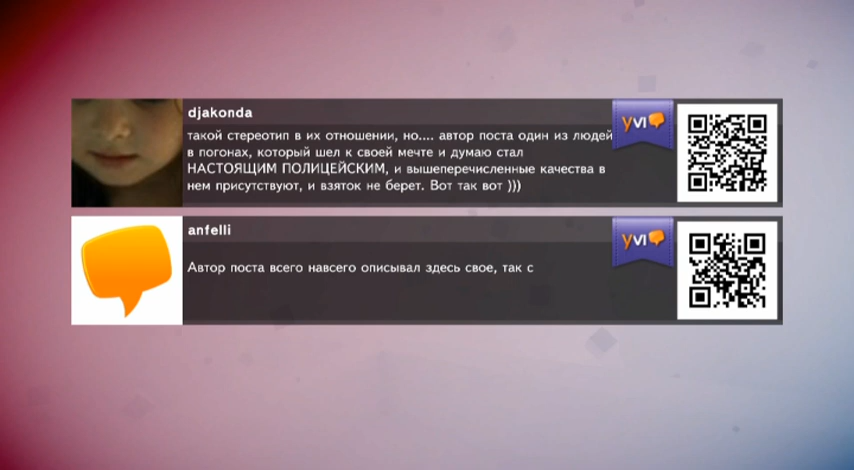 djakonda
такой стереотип в их отношении, но.... автор поста один из людей
в погонах, который шел к своей мечте и думаю стал
НАСТОЯЩИМ ПОЛИЦЕЙСКИМ, и вышеперечисленные качества в
нем присутствуют, и взяток не берет. Вот так вот )))
yvi
anfelli
Автор поста всего навсего описывал здесь свое, так с
yvi